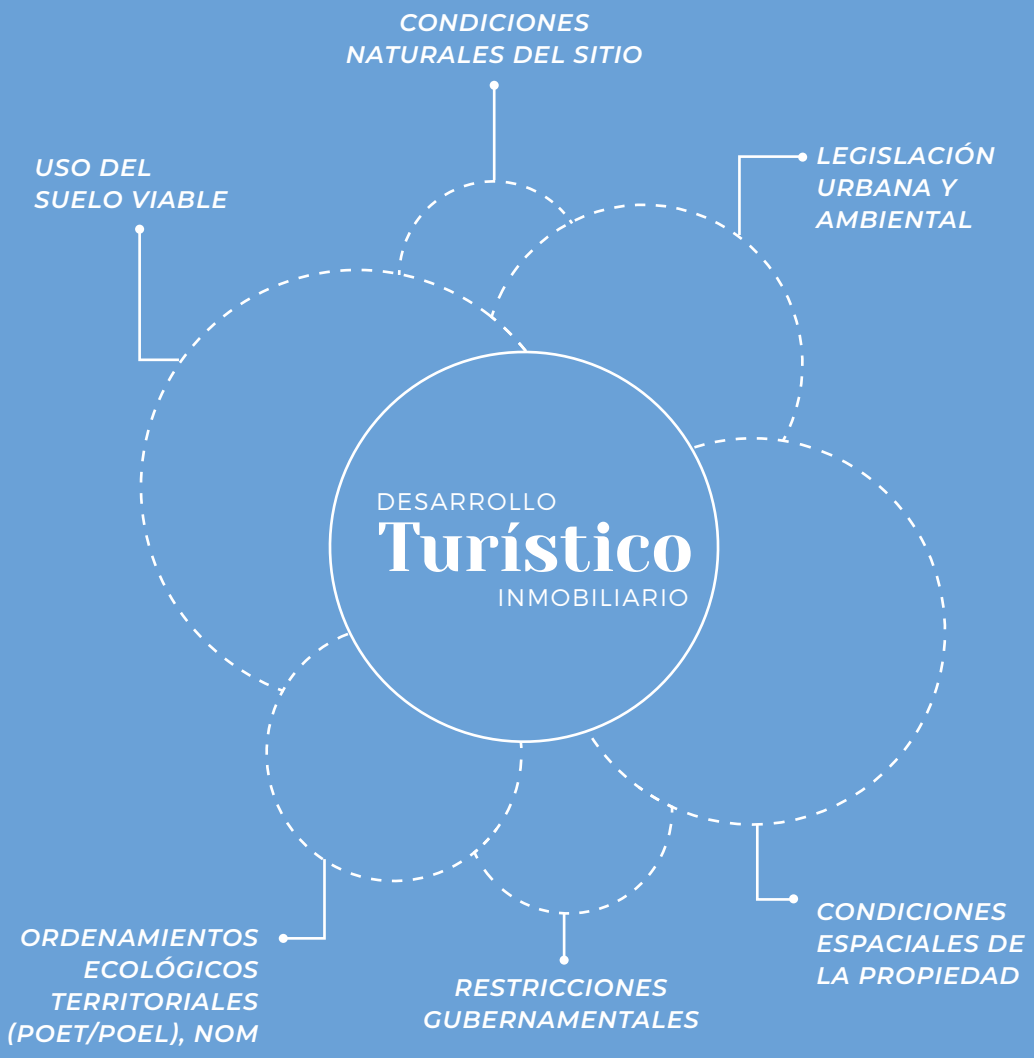 CONDICIONES
NATURALES DEL SITIO
USO DEL
SUELO VIABLE
LEGISLACIÓN
URBANA Y
AMBIENTAL
DESARROLLO
Turístico
INMOBILIARIO
CONDICIONES
ESPACIALES DE
LA PROPIEDAD
ORDENAMIENTOS
ECOLÓGICOS
TERRITORIALES
(POET/POEL), NOM
RESTRICCIONES
GUBERNAMENTALES